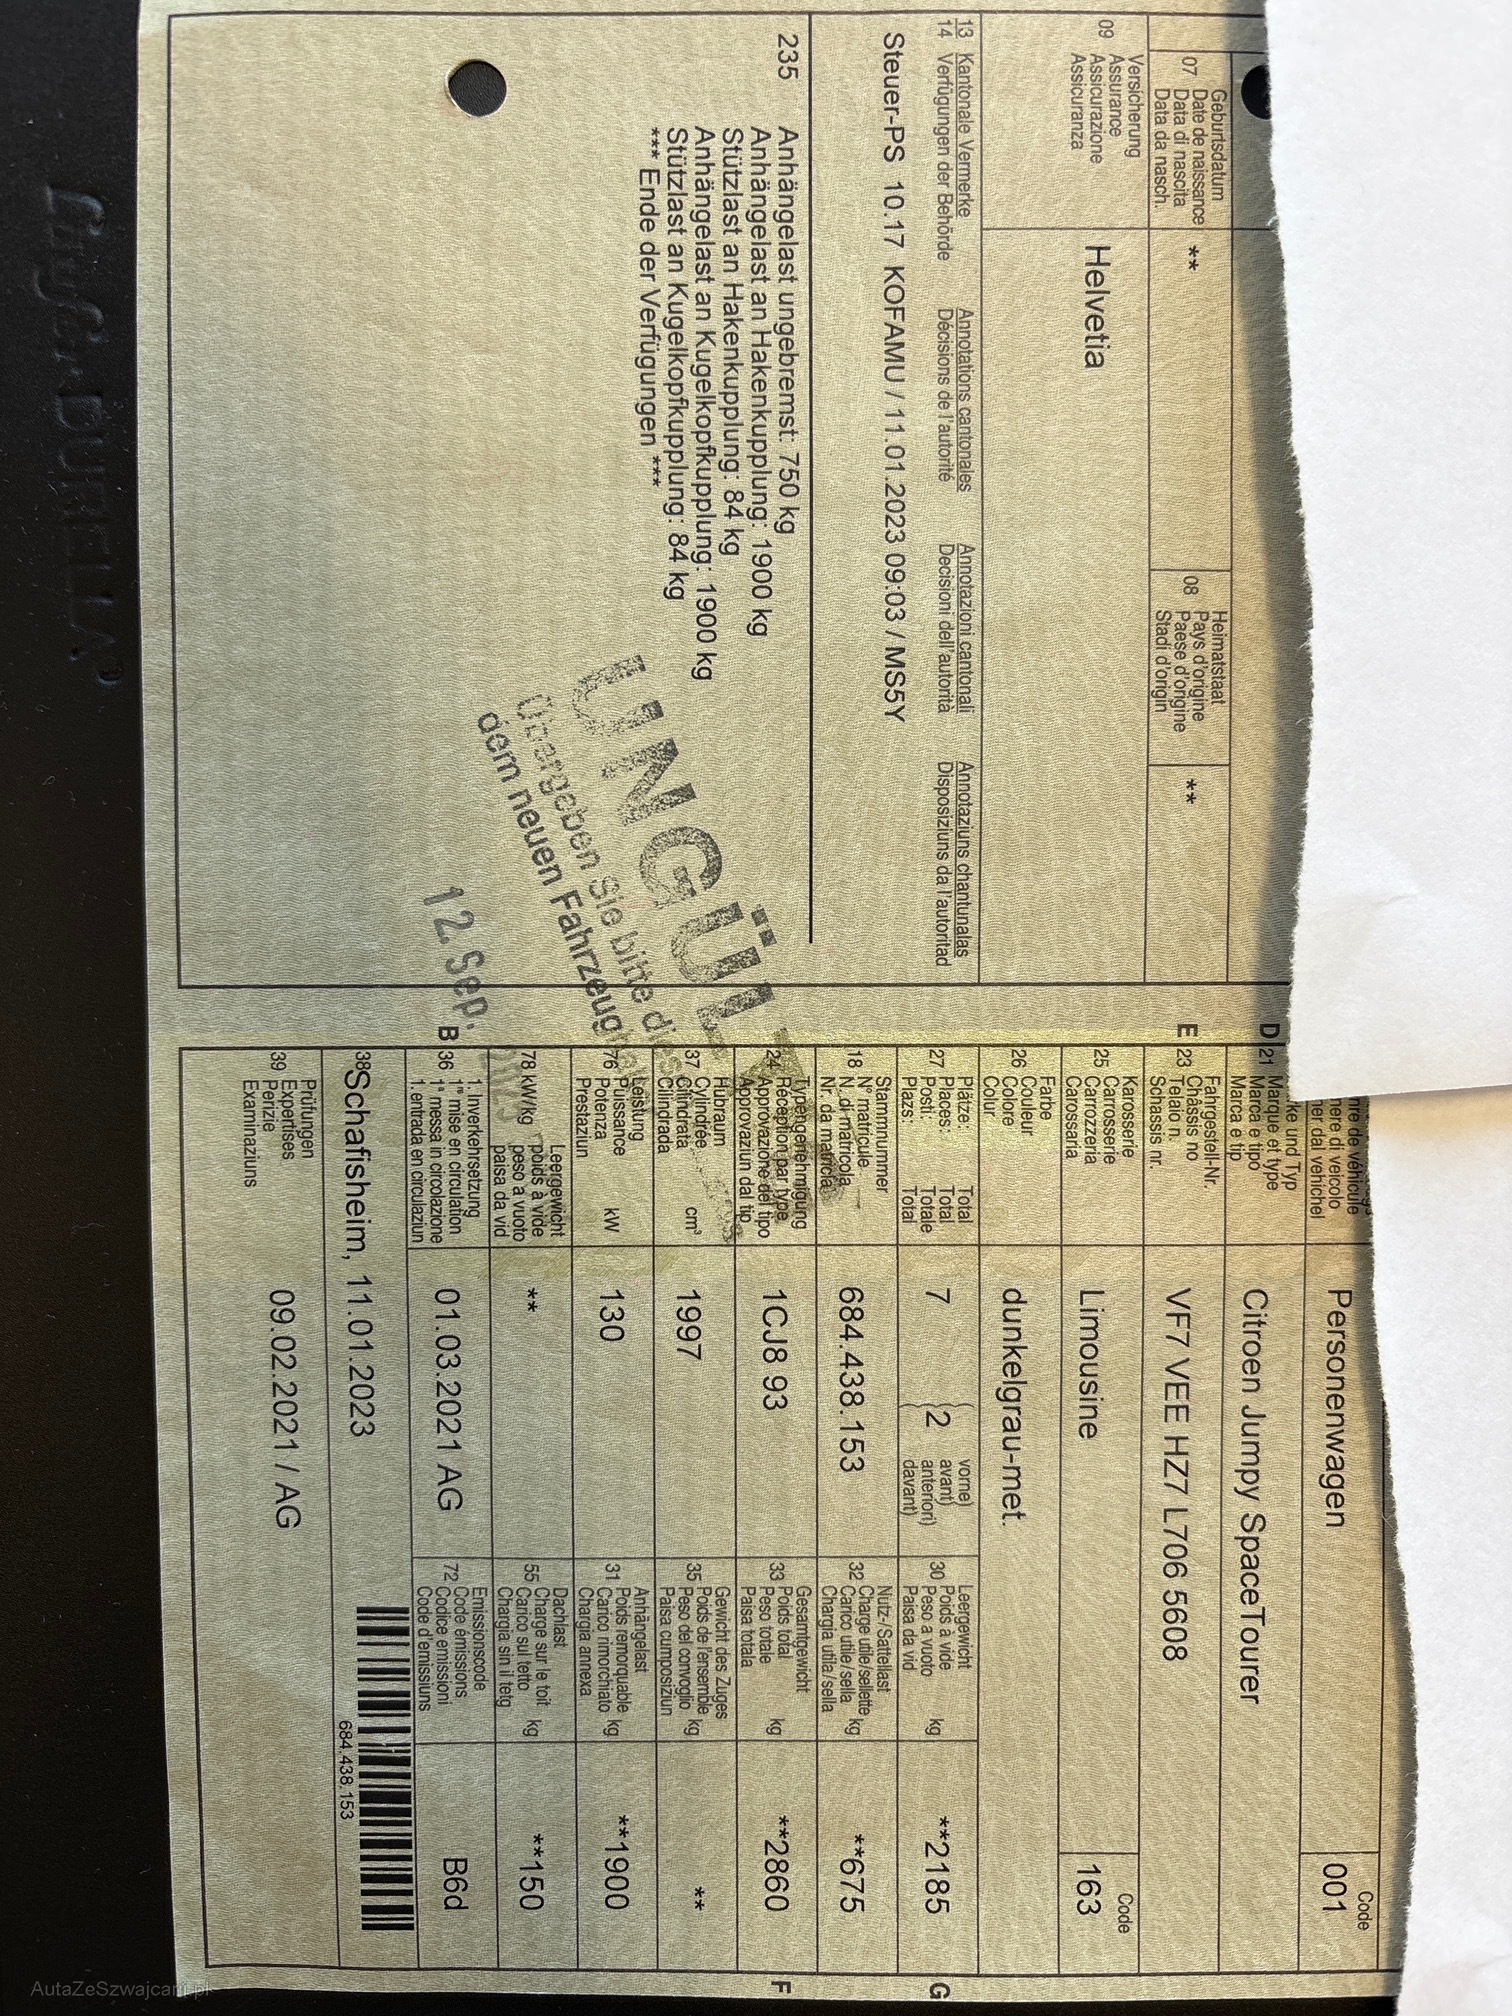 Geburtsdatum
07 Date de naissance
Data di nascita
Data da nasch.
**
Heimatstaat
08 Pays d'origine
Paese d'origine
Stadi d'origin
**
Versicherung
09 Assurance
Assicurazione
Assicuranza
Helvetia
13 Kantonale Vermerke Annotations cantonales Annotazioni cantonali Annotaziuns chantunalas
14 Verfügungen der Behörde Décisions de l'autorité Decisioni dell'autorità Disposiziuns da l'autoritad
Steuer-PS 10.17 KOFAMU / 11.01.2023 09:03 / MS5Y
235 Anhängelast ungebremst: 750 kg
Anhängelast an Hakenkupplung: 1900 kg
Stützlast an Hakenkupplung: 84 kg
Anhängelast an Kugelkopfkupplung: 1900 kg
Stützlast an Kugelkopfkupplung: 84 kg
*** Ende der Verfügungen ***
UNGÜLTIG
Übergeben Sie bitte
dem neuen Fahrzeug
12. Sep.
nre de véhicule
nere di veicolo
ner dal vehichel
Personenwagen
Code
001
D 21
ke und Typ
Marque et type
Marca e tipo
Marca e tip
Citroen Jumpy SpaceTourer
E 23
Fahrgestell-Nr.
Châssis no
Telaio n.
Schassis nr.
VF7 VEE HZ7 L706 5608
25
Karosserie
Carrosserie
Carrozzeria
Carossaria
Limousine
Code
163
26
Farbe
Couleur
Colore
Colur
dunkelgrau-met.
27
Plätze: Total
Places: Total
Posti: Totale
Plazs: Total
7
2
vorne)
avant)
anteriori)
davant)
30
Leergewicht
Poids à vide
Peso a vuoto
Paisa da vid
kg
**2185
G
18
Stammnummer
N° matricule
N. di matricola
Nr. da matricla
684.438.153
32
Nutz-/Sattellast
Charge utile/sellette
Carico utile/sella
Chargia utila/sella
kg
**675
24
Typengenehmigung
Réception par type
Approvazione del tipo
Approvaziun dal tip
1CJ8 93
33
Gesamtgewicht
Poids total
Peso totale
Paisa totala
kg
**2860
F
37
Hubraum
Cylindrée
Cilindrata
Cilindrada
cm³
1997
35
Gewicht des Zuges
Poids de l'ensemble
Peso del convoglio
Paisa cumposiziun
kg
**
76
Leistung
Puissance
Potenza
Prestaziun
kW
130
31
Anhängelast
Poids remorquable
Carico rimorchiato
Chargia annexa
kg
**1900
78 kW/kg
Leergewicht
poids à vide
peso a vuoto
paisa da vid
**
55
Dachlast
Charge sur le toit
Carico sul tetto
Chargia sin il tetg
kg
**150
B 36
1. Inverkehrsetzung
1re mise en circulation
1a messa in circolazione
1. entrada en circulaziun
01.03.2021 AG
72
Emissionscode
Code émissions
Codice emissioni
Code d'emissiuns
B6d
38 Schafisheim, 11.01.2023
684.438.153
39
Prüfungen
Expertises
Perizie
Examinaziuns
09.02.2021 / AG
AutaZeSzwajcarii.pl